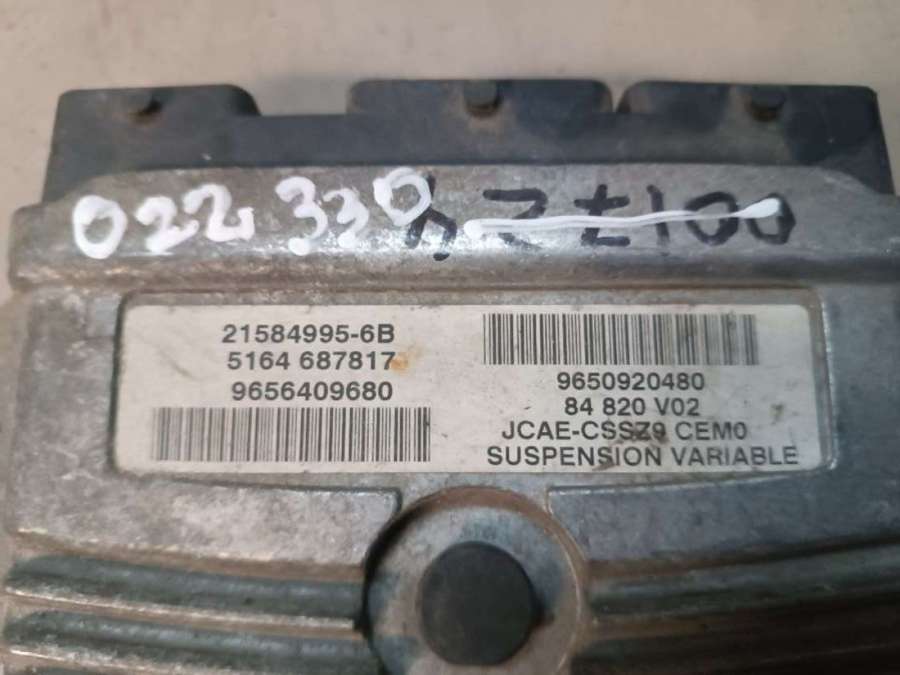 022 330
21584995-6B
5164 687817
9656409680
9650920480
84 820 V02
JCAE-CSSZ9 CEM0
SUSPENSION VARIABLE